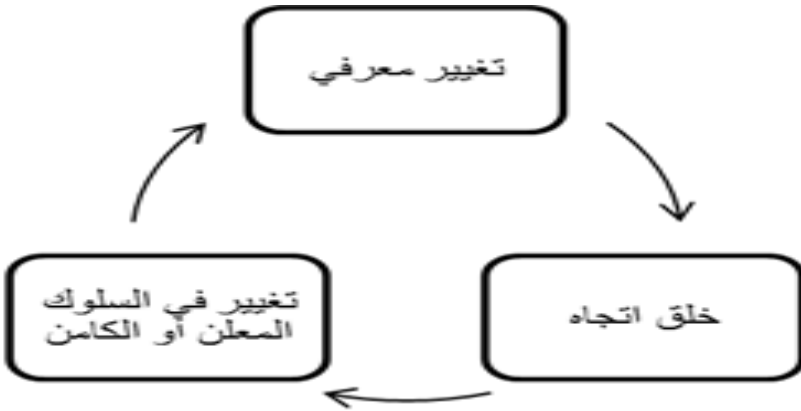 تغيير معرفي
خلق اتجاه
تغيير في السلوك
المعلن أو الكامن